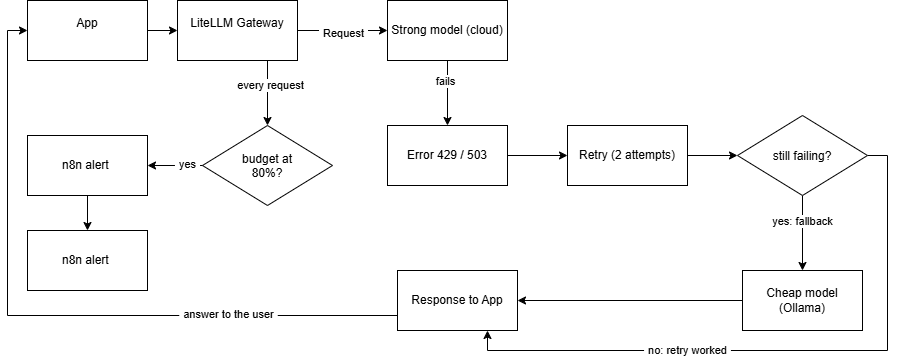 App
LiteLLM Gateway
Request
Strong model (cloud)
every request
fails
budget at
80%?
yes
n8n alert
n8n alert
Error 429 / 503
Retry (2 attempts)
still failing?
yes: fallback
Cheap model
(Ollama)
Response to App
answer to the user
no: retry worked